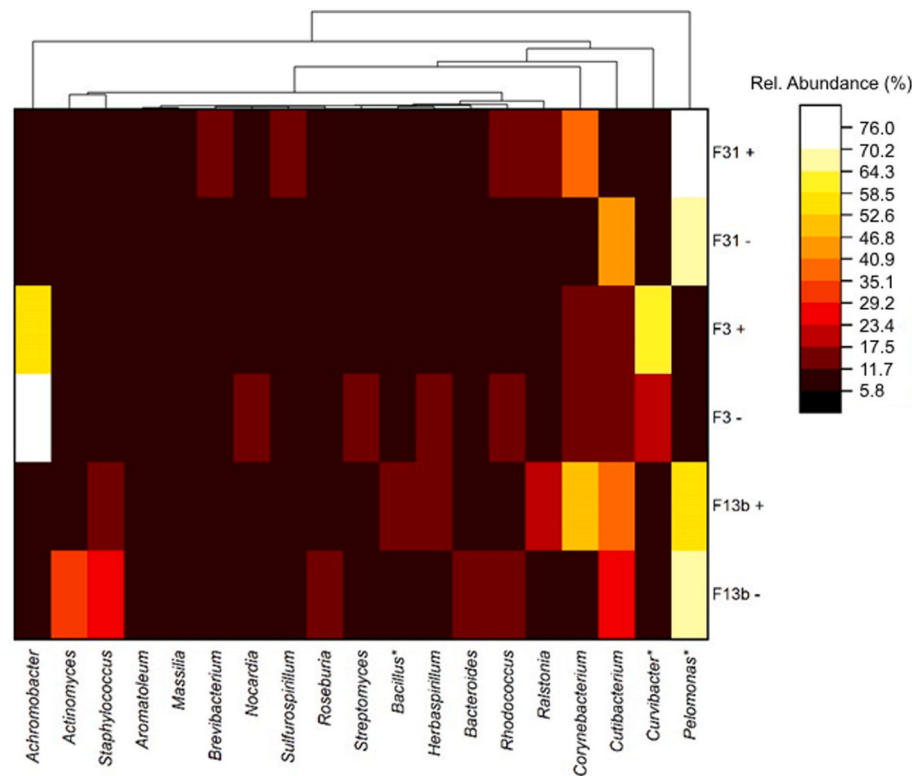 Rel. Abundance (%)
76.0
70.2
64.3
58.5
52.6
46.8
40.9
35.1
29.2
23.4
17.5
11.7
5.8
F31 +
F31 -
F3 +
F3 -
F13b +
F13b -
Achromobacter
Actinomyces
Staphylococcus
Aromatoleum
Massilia
Brevibacterium
Nocardia
Sulfurospirillum
Roseburia
Streptomyces
Bacillus*
Herbaspirillum
Bacteroides
Rhodococcus
Ralstonia
Corynebacterium
Cutibacterium
Curvibacter*
Pelomonas*